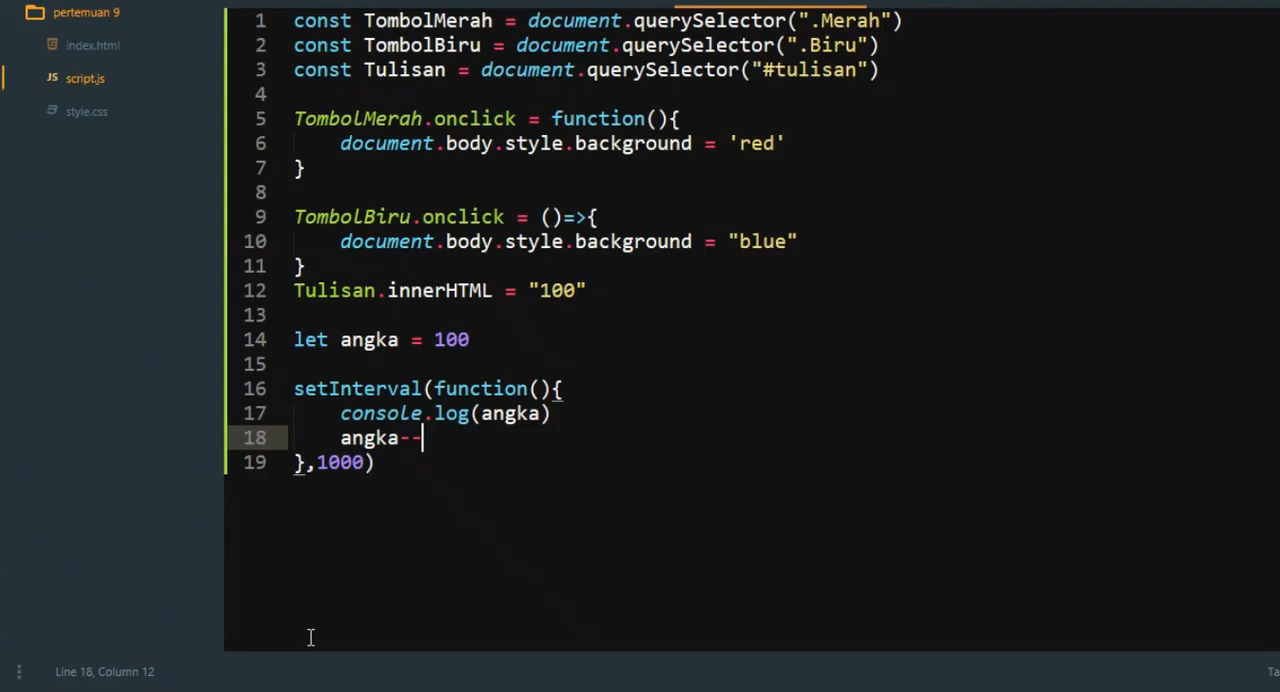 pertemuan 9
index.html
JS script.js
style.css
1 const TombolMerah = document.querySelector(".Merah")
2 const TombolBiru = document.querySelector(".Biru")
3 const Tulisan = document.querySelector("#tulisan")
4
5 TombolMerah.onclick = function(){
6 document.body.style.background = 'red'
7 }
8
9 TombolBiru.onclick = ()=>{
10 document.body.style.background = "blue"
11 }
12 Tulisan.innerHTML = "100"
13
14 let angka = 100
15
16 setInterval(function(){
17 console.log(angka)
18 angka--
19 },1000)
Line 18, Column 12